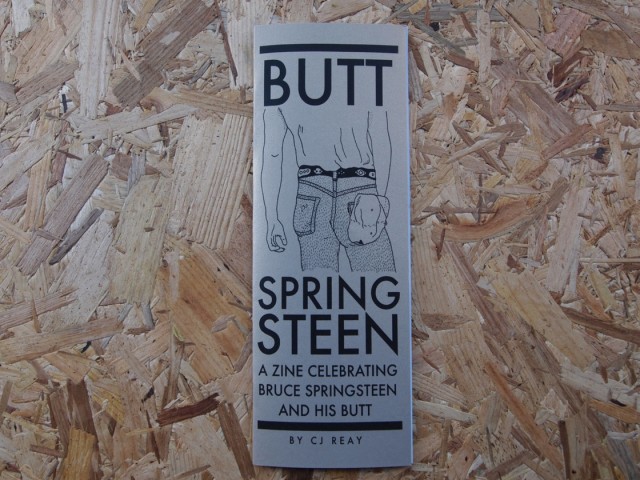 BUTT
SPRING
STEEN
A ZINE CELEBRATING
BRUCE SPRINGSTEEN
AND HIS BUTT
BY CJ REAY